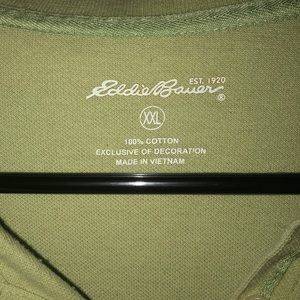 EST. 1920
Eddie Bauer®
XXL
100% COTTON
EXCLUSIVE OF DECORATION
MADE IN VIETNAM